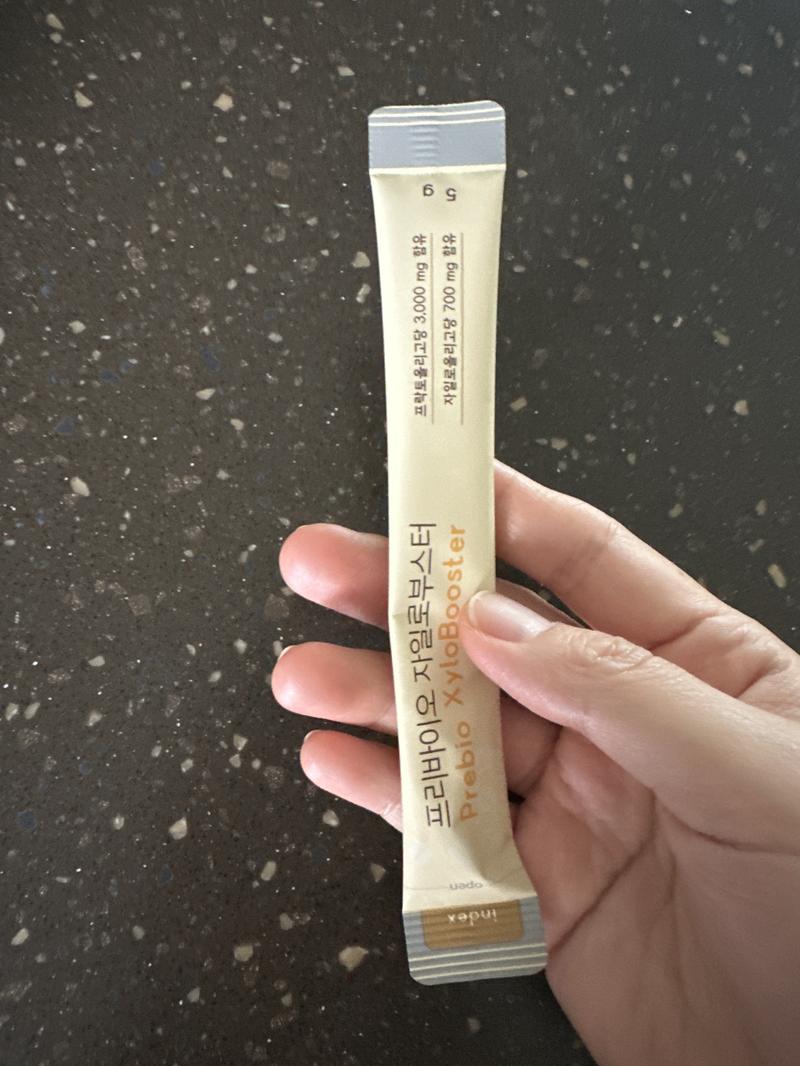 프리바이오 자일로부스터
Prebio XyloBooster
프락토올리고당 3,000 mg 함유
자일로올리고당 700 mg 함유
5 g
open
index